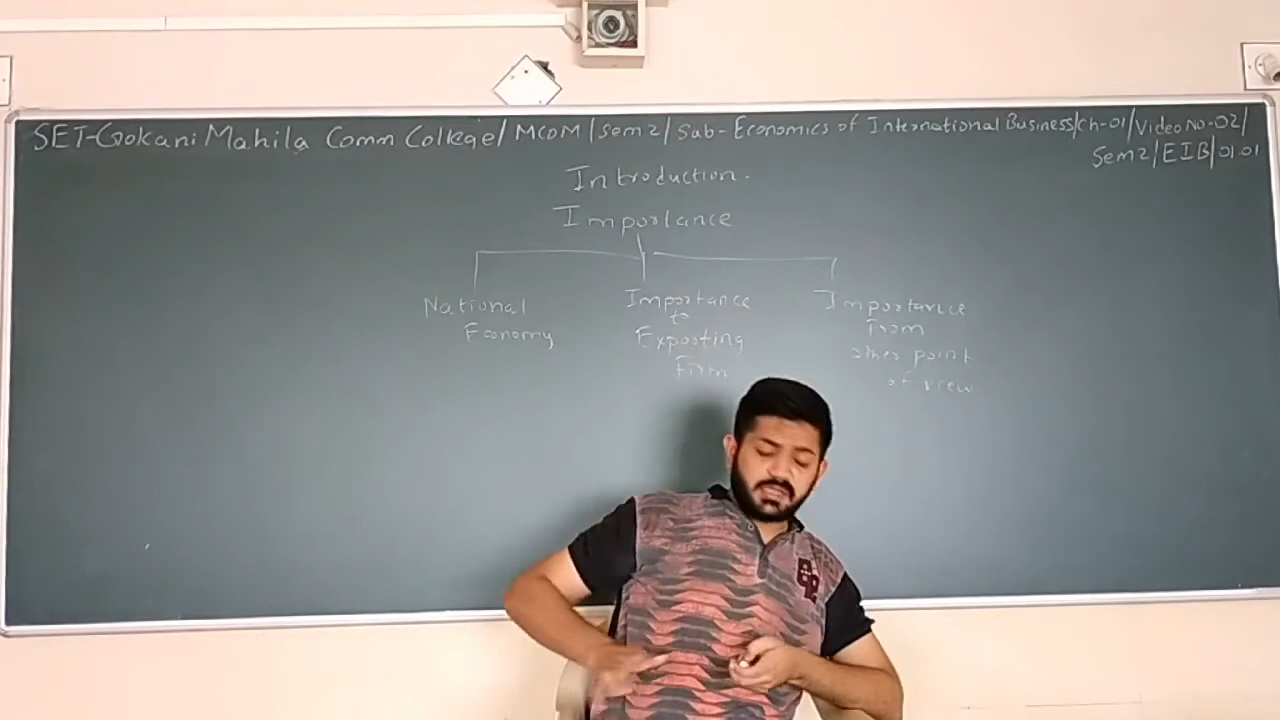 SET-Gokani Mahila Comm College/ MCOM/ Sem 2/ Sub- Economics of International Business/ch-01/Video No-02/
Sem2/EIB/01.01
Introduction.
Importance
National
Economy
Importance
to
Exporting
Firm
Importance
From
other point
of view